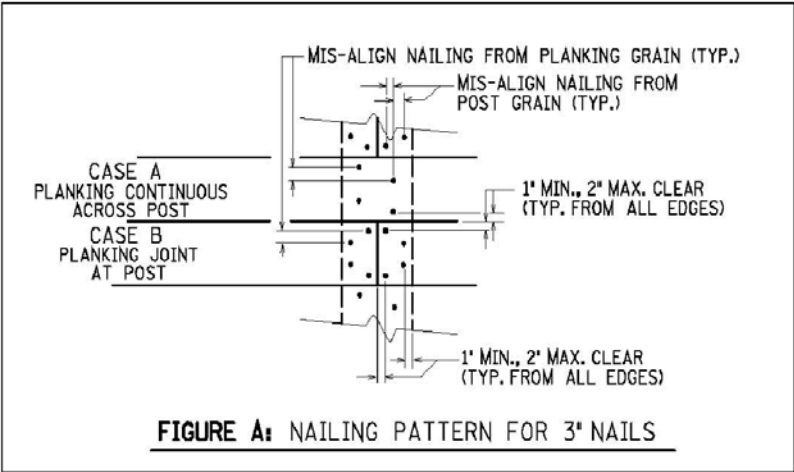 MIS-ALIGN NAILING FROM PLANKING GRAIN (TYP.)
MIS-ALIGN NAILING FROM
POST GRAIN (TYP.)
CASE A
PLANKING CONTINUOUS
ACROSS POST
1" MIN., 2" MAX. CLEAR
(TYP. FROM ALL EDGES)
CASE B
PLANKING JOINT
AT POST
1" MIN., 2" MAX. CLEAR
(TYP. FROM ALL EDGES)
FIGURE A: NAILING PATTERN FOR 3" NAILS